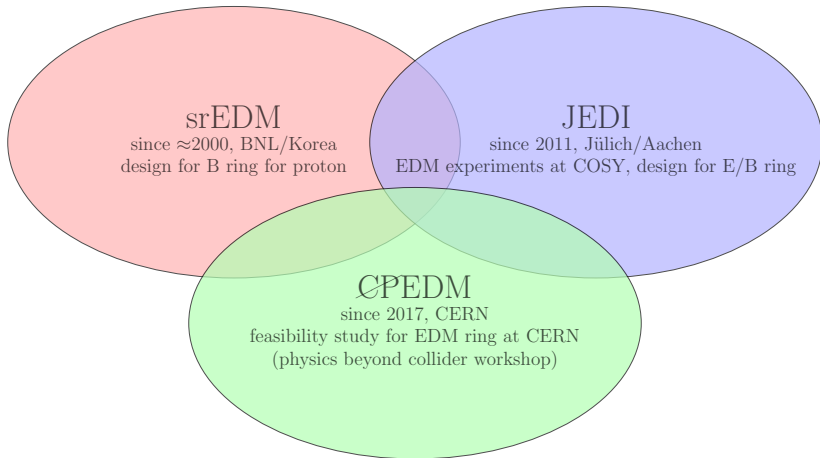 srEDM
since ≈2000, BNL/Korea
design for B ring for proton
JEDI
since 2011, Jülich/Aachen
EDM experiments at COSY, design for E/B ring
C̸P̸EDM
since 2017, CERN
feasibility study for EDM ring at CERN
(physics beyond collider workshop)